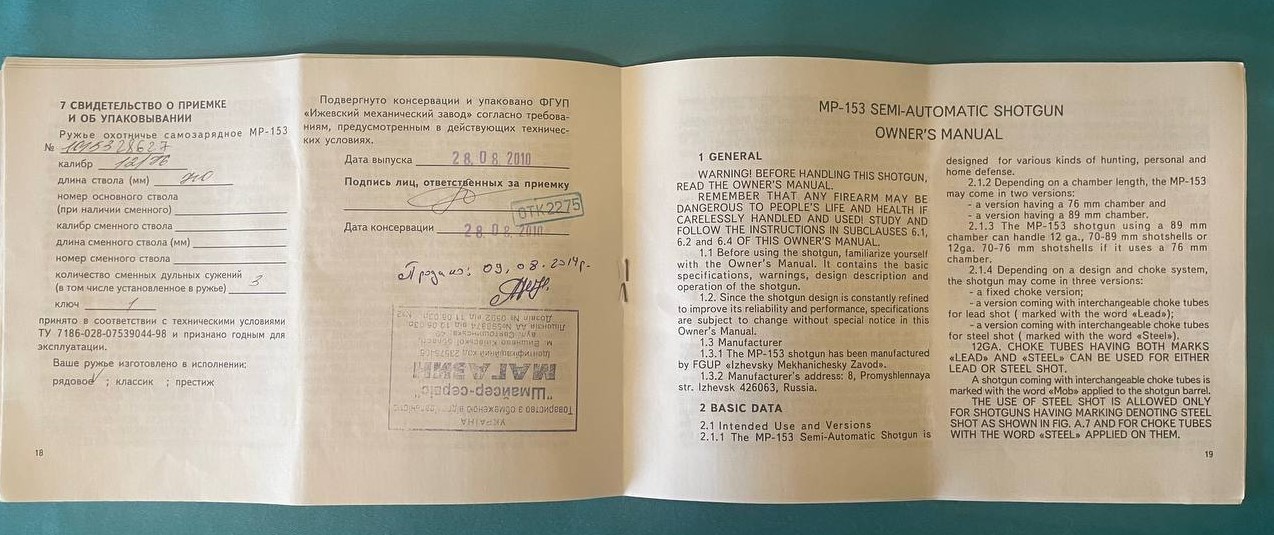 7 СВИДЕТЕЛЬСТВО О ПРИЕМКЕ
И ОБ УПАКОВЫВАНИИ
Ружье охотничье самозарядное МР-153
№
калибр 12/76
длина ствола (мм)
номер основного ствола
(при наличии сменного)
калибр сменного ствола
длина сменного ствола (мм)
номер сменного ствола
количество сменных дульных сужений
(в том числе установленное в ружье) 3
ключ 1
принято в соответствии с техническими условиями
ТУ 7186-028-07539044-98 и признано годным для
эксплуатации.
Ваше ружье изготовлено в исполнении:
рядовое ; классик ; престиж
18
Подвергнуто консервации и упаковано ФГУП
«Ижевский механический завод» согласно требова-
ниям, предусмотренным в действующих техничес-
ких условиях.
Дата выпуска 28.08 2010
Подпись лиц, ответственных за приемку
ОТК2275
Дата консервации 28.08.2010
Продано: 09.08.2014г.
УКРАЇНА
Товариство з обмеженою відповідальністю
"Шмайсер-сервіс"
МАГАЗИН
MP-153 SEMI-AUTOMATIC SHOTGUN
OWNER'S MANUAL
1 GENERAL
WARNING! BEFORE HANDLING THIS SHOTGUN,
READ THE OWNER'S MANUAL.
REMEMBER THAT ANY FIREARM MAY BE
DANGEROUS TO PEOPLE'S LIFE AND HEALTH IF
CARELESSLY HANDLED AND USED! STUDY AND
FOLLOW THE INSTRUCTIONS IN SUBCLAUSES 6.1,
6.2 and 6.4 OF THIS OWNER'S MANUAL.
1.1 Before using the shotgun, familiarize yourself
with the Owner's Manual. It contains the basic
specifications, warnings, design description and
operation of the shotgun.
1.2. Since the shotgun design is constantly refined
to improve its reliability and performance, specifications
are subject to change without special notice in this
Owner's Manual.
1.3 Manufacturer
1.3.1 The MP-153 shotgun has been manufactured
by FGUP «Izhevsky Mekhanichesky Zavod».
1.3.2 Manufacturer's address: 8, Promyshlennaya
str. Izhevsk 426063, Russia.
2 BASIC DATA
2.1 Intended Use and Versions
2.1.1 The MP-153 Semi-Automatic Shotgun is
designed for various kinds of hunting, personal and
home defense.
2.1.2 Depending on a chamber length, the MP-153
may come in two versions:
- a version having a 76 mm chamber and
- a version having a 89 mm chamber.
2.1.3 The MP-153 shotgun using a 89 mm
chamber can handle 12 ga., 70-89 mm shotshells or
12ga. 70-76 mm shotshells if it uses a 76 mm
chamber.
2.1.4 Depending on a design and choke system,
the shotgun may come in three versions:
- a fixed choke version;
- a version coming with interchangeable choke tubes
for lead shot ( marked with the word «Lead»);
- a version coming with interchangeable choke tubes
for steel shot ( marked with the word «Steel»).
12GA. CHOKE TUBES HAVING BOTH MARKS
«LEAD» AND «STEEL» CAN BE USED FOR EITHER
LEAD OR STEEL SHOT.
A shotgun coming with interchangeable choke tubes is
marked with the word «Mob» applied to the shotgun barrel.
THE USE OF STEEL SHOT IS ALLOWED ONLY
FOR SHOTGUNS HAVING MARKING DENOTING STEEL
SHOT AS SHOWN IN FIG. A.7 AND FOR CHOKE TUBES
WITH THE WORD «STEEL» APPLIED ON THEM.
19